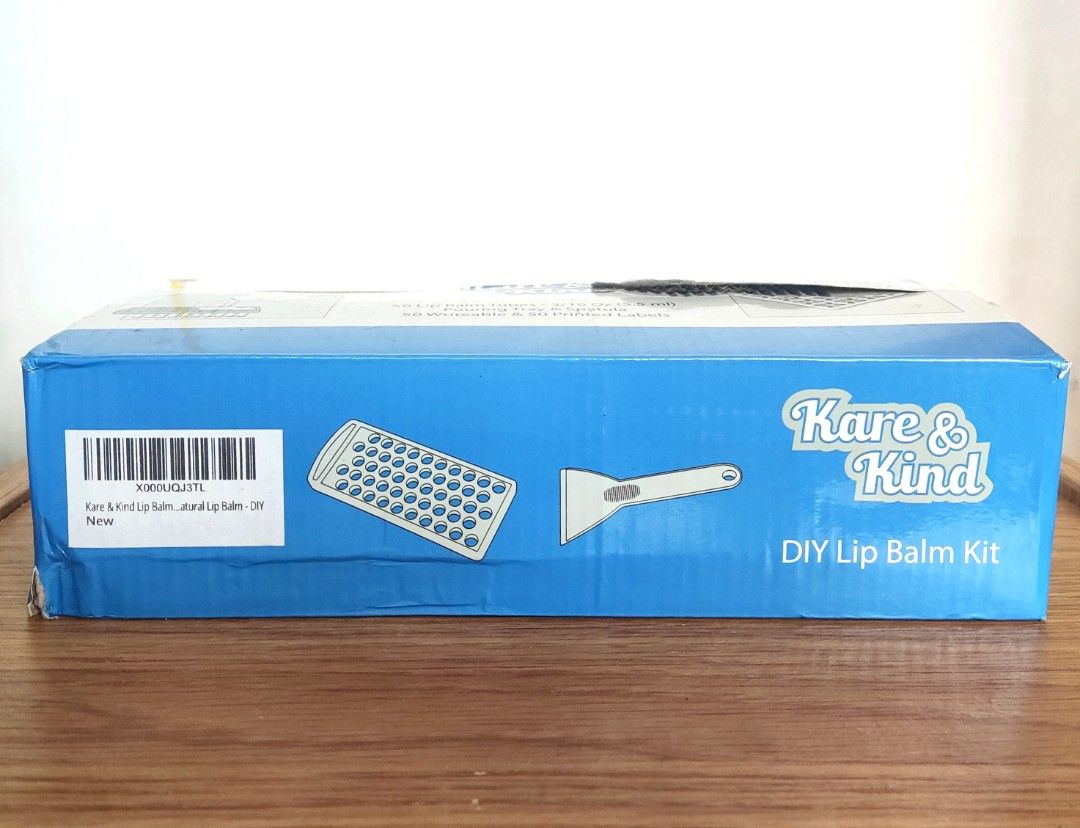 50 Lip Balm Tubes - 3/16 Oz (5.5 ml)
Pouring Tray & Spatula
50 Writeable & 50 Printed Labels
Kare &
Kind
DIY Lip Balm Kit
X000UQJ3TL
Kare & Kind Lip Balm...atural Lip Balm - DIY
New